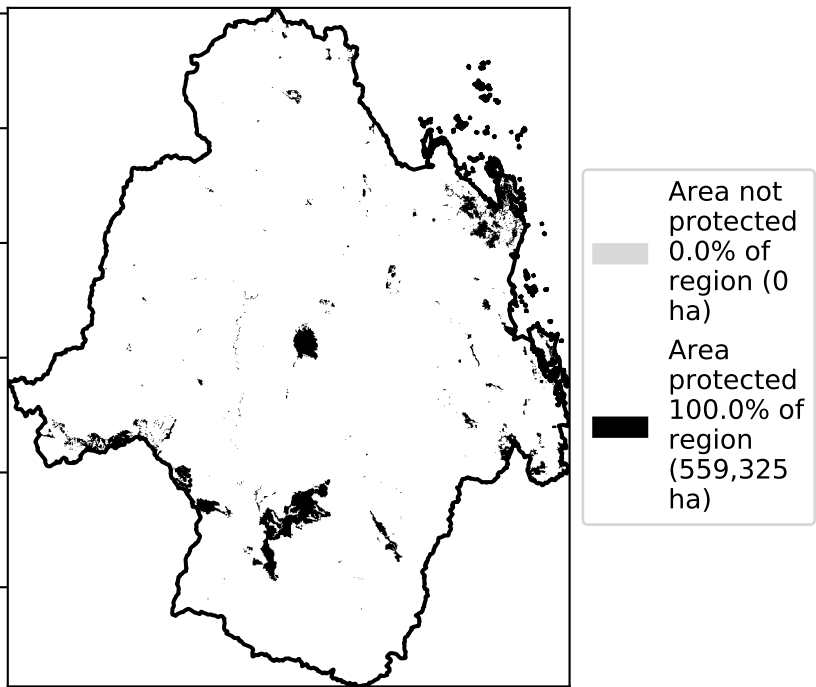 Area not
protected
0.0% of
region (0
ha)
Area
protected
100.0% of
region
(559,325
ha)